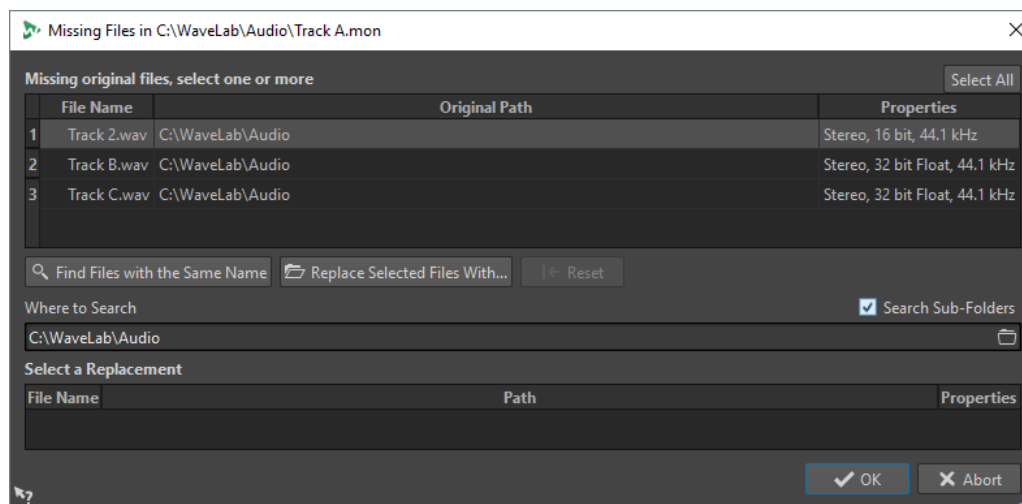 Missing Files in C:\WaveLab\Audio\Track A.mon
Missing original files, select one or more Select All
File Name Original Path Properties
1 Track 2.wav C:\WaveLab\Audio Stereo, 16 bit, 44.1 kHz
2 Track B.wav C:\WaveLab\Audio Stereo, 32 bit Float, 44.1 kHz
3 Track C.wav C:\WaveLab\Audio Stereo, 32 bit Float, 44.1 kHz
Find Files with the Same Name Replace Selected Files With... Reset
Where to Search Search Sub-Folders
C:\WaveLab\Audio
Select a Replacement
File Name Path Properties
OK Abort
?